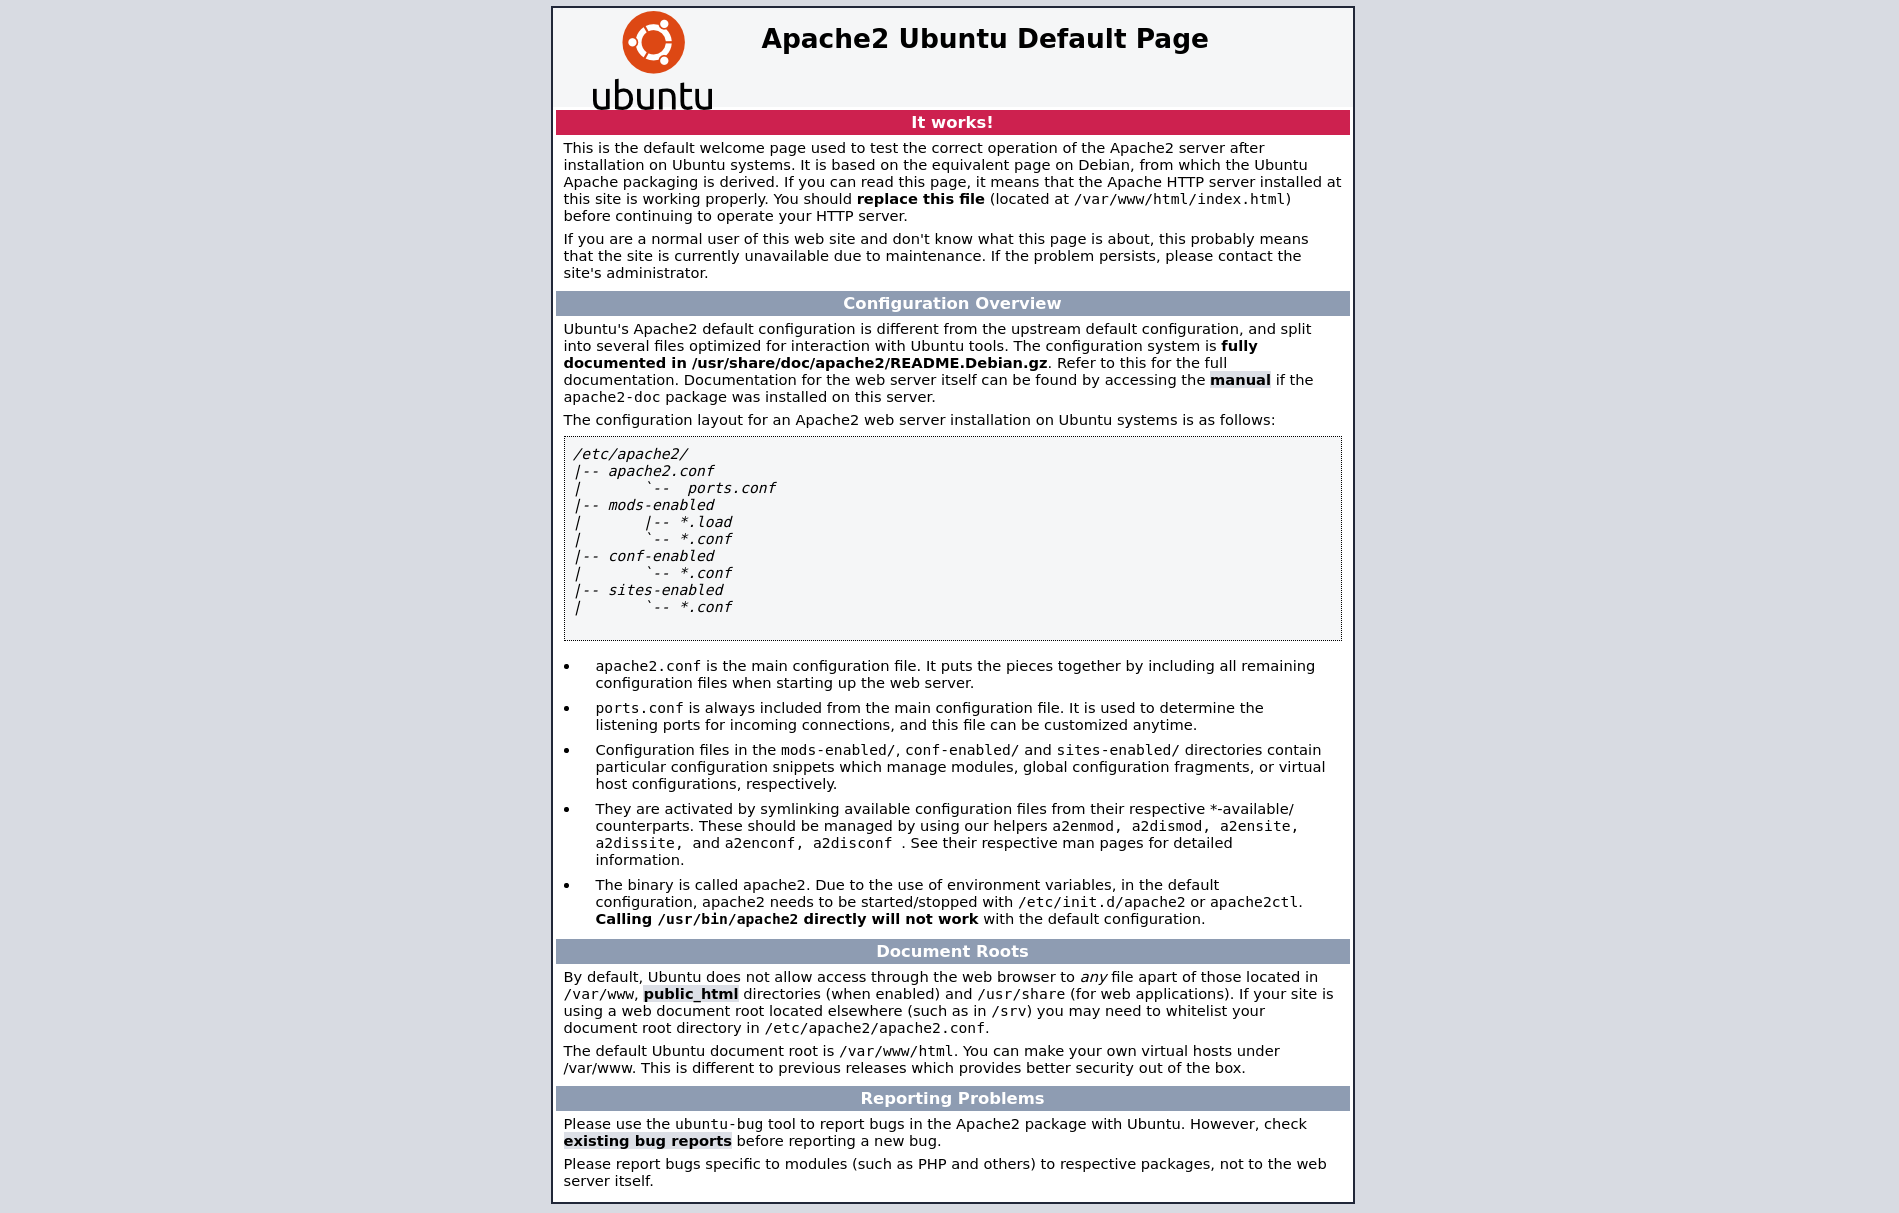 ubuntu
Apache2 Ubuntu Default Page
It works!
This is the default welcome page used to test the correct operation of the Apache2 server after
installation on Ubuntu systems. It is based on the equivalent page on Debian, from which the Ubuntu
Apache packaging is derived. If you can read this page, it means that the Apache HTTP server installed at
this site is working properly. You should replace this file (located at /var/www/html/index.html)
before continuing to operate your HTTP server.
If you are a normal user of this web site and don't know what this page is about, this probably means
that the site is currently unavailable due to maintenance. If the problem persists, please contact the
site's administrator.
Configuration Overview
Ubuntu's Apache2 default configuration is different from the upstream default configuration, and split
into several files optimized for interaction with Ubuntu tools. The configuration system is fully
documented in /usr/share/doc/apache2/README.Debian.gz. Refer to this for the full
documentation. Documentation for the web server itself can be found by accessing the manual if the
apache2-doc package was installed on this server.
The configuration layout for an Apache2 web server installation on Ubuntu systems is as follows:
/etc/apache2/
|-- apache2.conf
|       `--  ports.conf
|-- mods-enabled
|       |-- *.load
|       `-- *.conf
|-- conf-enabled
|       `-- *.conf
|-- sites-enabled
|       `-- *.conf
• apache2.conf is the main configuration file. It puts the pieces together by including all remaining
configuration files when starting up the web server.
• ports.conf is always included from the main configuration file. It is used to determine the
listening ports for incoming connections, and this file can be customized anytime.
• Configuration files in the mods-enabled/, conf-enabled/ and sites-enabled/ directories contain
particular configuration snippets which manage modules, global configuration fragments, or virtual
host configurations, respectively.
• They are activated by symlinking available configuration files from their respective *-available/
counterparts. These should be managed by using our helpers a2enmod, a2dismod, a2ensite,
a2dissite, and a2enconf, a2disconf . See their respective man pages for detailed
information.
• The binary is called apache2. Due to the use of environment variables, in the default
configuration, apache2 needs to be started/stopped with /etc/init.d/apache2 or apache2ctl.
Calling /usr/bin/apache2 directly will not work with the default configuration.
Document Roots
By default, Ubuntu does not allow access through the web browser to any file apart of those located in
/var/www, public_html directories (when enabled) and /usr/share (for web applications). If your site is
using a web document root located elsewhere (such as in /srv) you may need to whitelist your
document root directory in /etc/apache2/apache2.conf.
The default Ubuntu document root is /var/www/html. You can make your own virtual hosts under
/var/www. This is different to previous releases which provides better security out of the box.
Reporting Problems
Please use the ubuntu-bug tool to report bugs in the Apache2 package with Ubuntu. However, check
existing bug reports before reporting a new bug.
Please report bugs specific to modules (such as PHP and others) to respective packages, not to the web
server itself.